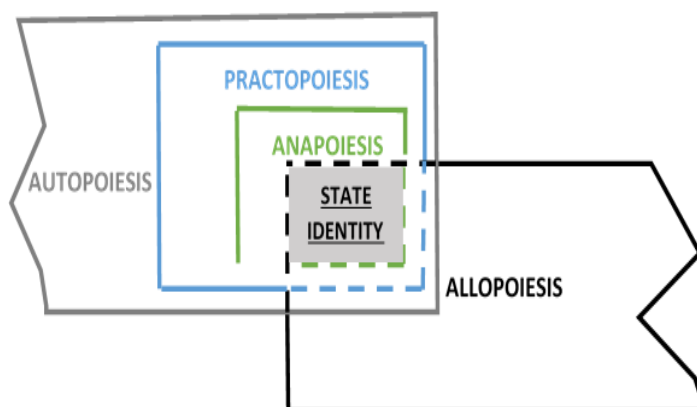 PRACTOPOIESIS
ANAPOIESIS
AUTOPOIESIS
STATE
IDENTITY
ALLOPOIESIS